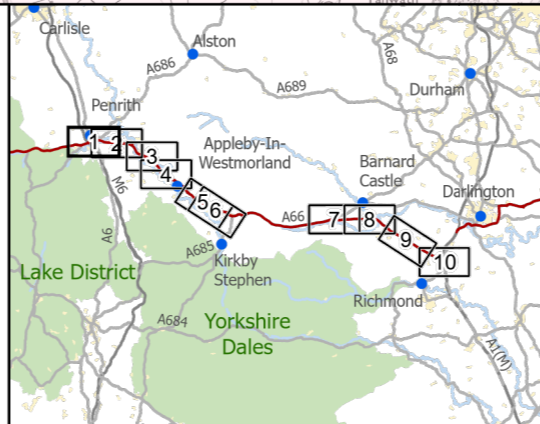 Carlisle
Alston
A68
A686
A689
Durham
Penrith
1
2
3
4
5
6
Appleby-In-
Westmorland
Barnard
Castle
Darlington
M6
A66
7
8
9
10
A6
A685
Kirkby
Stephen
Lake District
Richmond
A684
Yorkshire
Dales
A1(M)